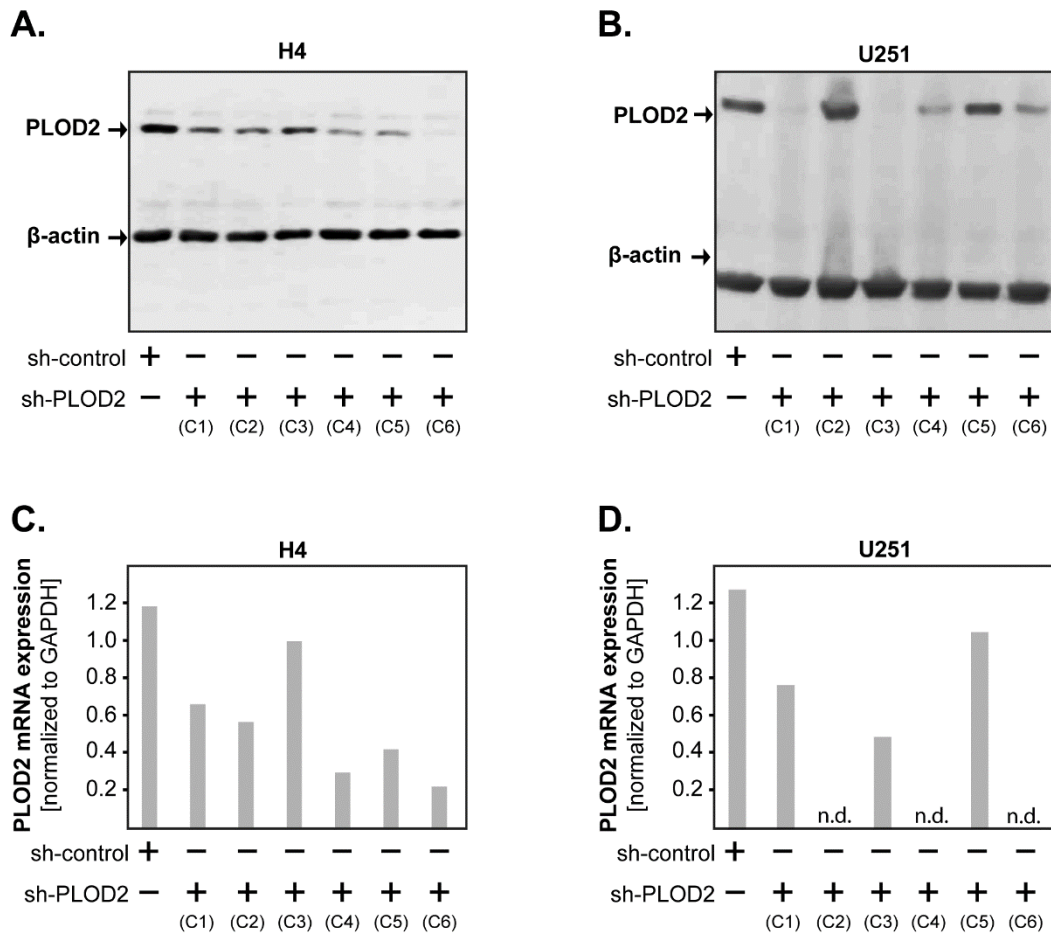 A.
H4
PLOD2
β-actin
sh-control + − − − − − −
sh-PLOD2 − + + + + + +
(C1) (C2) (C3) (C4) (C5) (C6)
B.
U251
PLOD2
β-actin
sh-control + − − − − − −
sh-PLOD2 − + + + + + +
(C1) (C2) (C3) (C4) (C5) (C6)
C.
H4
PLOD2 mRNA expression
[normalized to GAPDH]
1.2
1.0
0.8
0.6
0.4
0.2
sh-control + − − − − − −
sh-PLOD2 − + + + + + +
(C1) (C2) (C3) (C4) (C5) (C6)
D.
U251
PLOD2 mRNA expression
[normalized to GAPDH]
1.2
1.0
0.8
0.6
0.4
0.2
n.d. n.d. n.d.
sh-control + − − − − − −
sh-PLOD2 − + + + + + +
(C1) (C2) (C3) (C4) (C5) (C6)